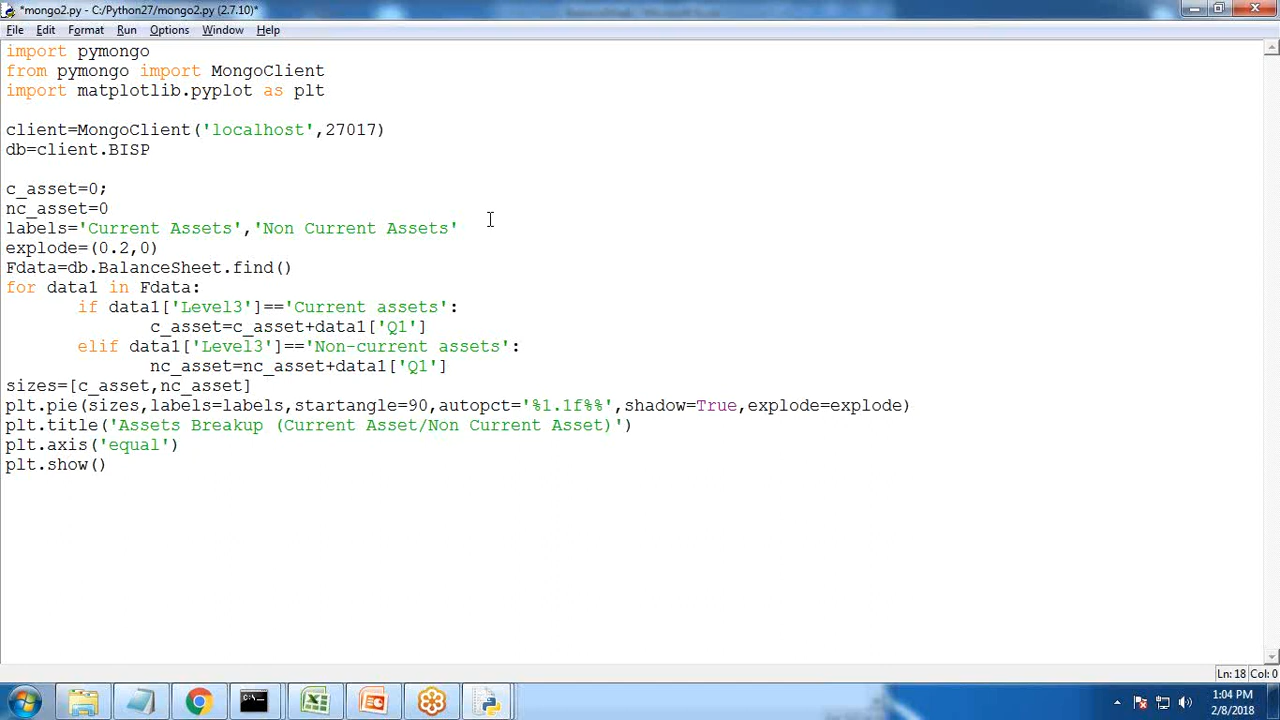 *mongo2.py - C:/Python27/mongo2.py (2.7.10)*
File Edit Format Run Options Window Help
import pymongo
from pymongo import MongoClient
import matplotlib.pyplot as plt
client=MongoClient('localhost',27017)
db=client.BISP
c_asset=0;
nc_asset=0
labels='Current Assets','Non Current Assets'
explode=(0.2,0)
Fdata=db.BalanceSheet.find()
for data1 in Fdata:
if data1['Level3']=='Current assets':
c_asset=c_asset+data1['Q1']
elif data1['Level3']=='Non-current assets':
nc_asset=nc_asset+data1['Q1']
sizes=[c_asset,nc_asset]
plt.pie(sizes,labels=labels,startangle=90,autopct='%1.1f%%',shadow=True,explode=explode)
plt.title('Assets Breakup (Current Asset/Non Current Asset)')
plt.axis('equal')
plt.show()
Ln: 18 Col: 0
1:04 PM
2/8/2018